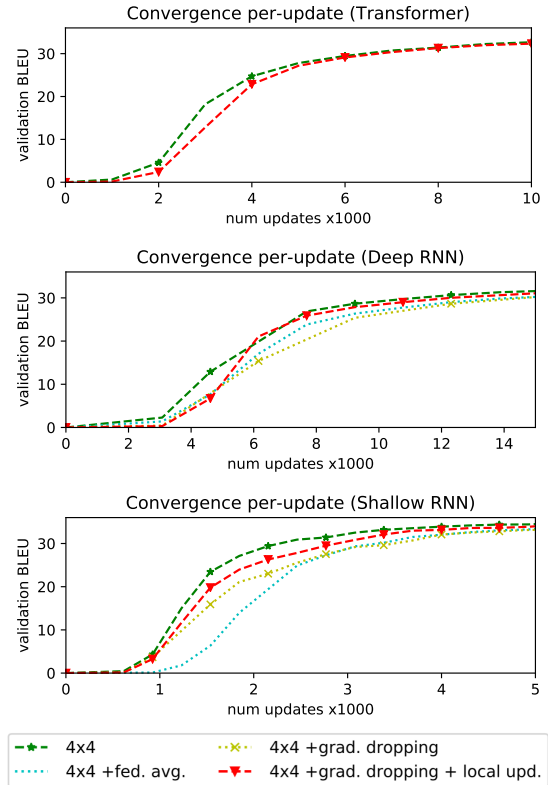 Convergence per-update (Transformer)
validation BLEU
30
20
10
0
0 2 4 6 8 10
num updates x1000
Convergence per-update (Deep RNN)
validation BLEU
30
20
10
0
0 2 4 6 8 10 12 14
num updates x1000
Convergence per-update (Shallow RNN)
validation BLEU
30
20
10
0
0 1 2 3 4 5
num updates x1000
4x4
4x4 +fed. avg.
4x4 +grad. dropping
4x4 +grad. dropping + local upd.